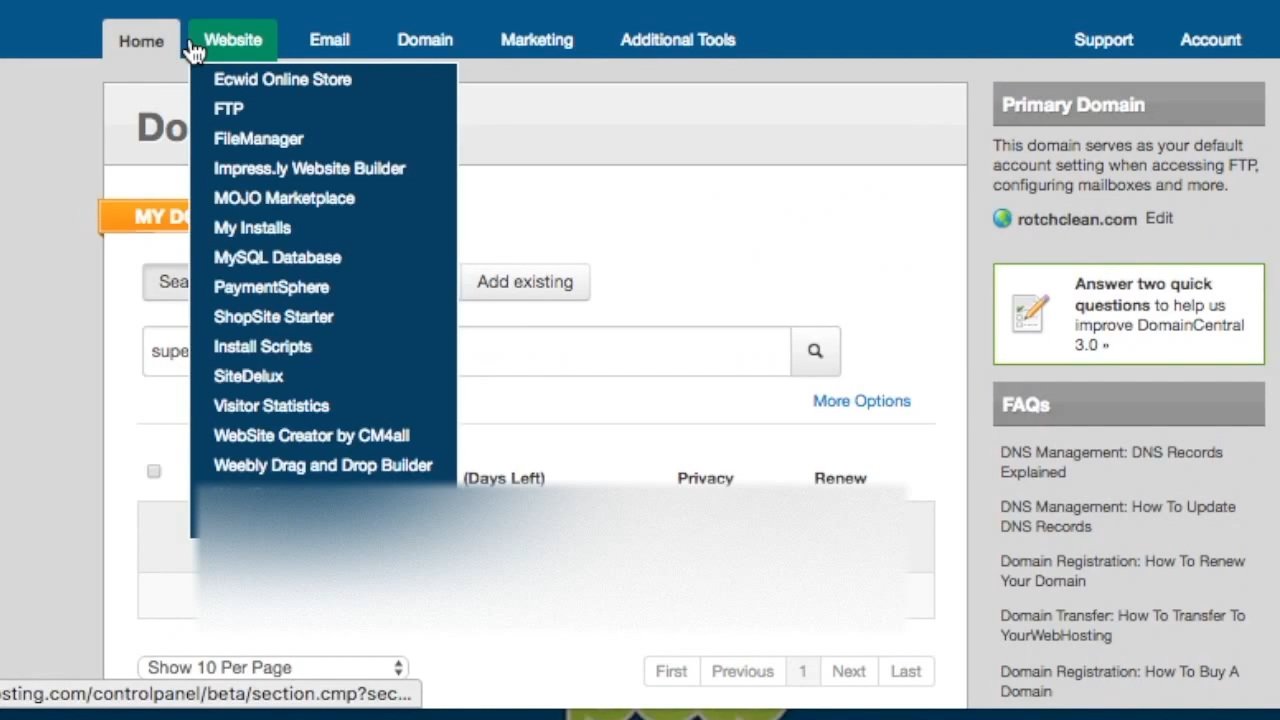 Home
Website
Email
Domain
Marketing
Additional Tools
Support
Account
Ecwid Online Store
FTP
FileManager
Impress.ly Website Builder
MOJO Marketplace
My Installs
MySQL Database
PaymentSphere
ShopSite Starter
Install Scripts
SiteDelux
Visitor Statistics
WebSite Creator by CM4all
Weebly Drag and Drop Builder
Do
MY DO
Sea
Add existing
supe
More Options
(Days Left)
Privacy
Renew
Show 10 Per Page
First
Previous
1
Next
Last
sting.com/controlpanel/beta/section.cmp?sec...
Primary Domain
This domain serves as your default
account setting when accessing FTP,
configuring mailboxes and more.
rotchclean.com Edit
Answer two quick
questions to help us
improve DomainCentral
3.0 »
FAQs
DNS Management: DNS Records
Explained
DNS Management: How To Update
DNS Records
Domain Registration: How To Renew
Your Domain
Domain Transfer: How To Transfer To
YourWebHosting
Domain Registration: How To Buy A
Domain